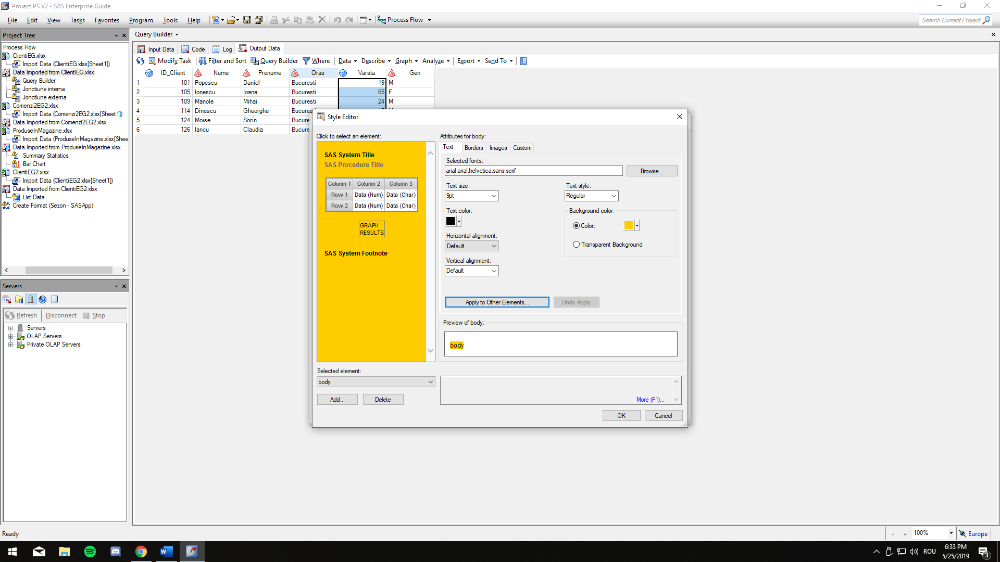 Project PS V2 - SAS Enterprise Guide
File Edit View Tasks Favorites Program Tools Help Process Flow Search Current Project
Project Tree
Process Flow
ClientiEG.xlsx
Import Data (ClientiEG.xlsx[Sheet1])
Data Imported from ClientiEG.xlsx
Query Builder
Jonctiune interna
Jonctiune externa
Comenzi2EG2.xlsx
Import Data (Comenzi2EG2.xlsx[Sheet1])
Data Imported from Comenzi2EG2.xlsx
ProduseInMagazine.xlsx
Import Data (ProduseInMagazine.xlsx[Shee
Data Imported from ProduseInMagazine.xlsx
Summary Statistics
Bar Chart
ClientiEG2.xlsx
Import Data (ClientiEG2.xlsx[Sheet1])
Data Imported from ClientiEG2.xlsx
List Data
Create Format (Sezon - SASApp)
Servers
Refresh Disconnect Stop
Servers
OLAP Servers
Private OLAP Servers
Query Builder
Input Data Code Log Output Data
Modify Task Filter and Sort Query Builder Where Data Describe Graph Analyze Export Send To
ID_Client Nume Prenume Oras Varsta Gen
1 101 Popescu Daniel Bucuresti 19 M
2 105 Ionescu Ioana Bucuresti 65 F
3 109 Manole Mihai Bucuresti 24 M
4 114 Dinescu Gheorghe Bucures
5 124 Moise Sorin Bucure
6 126 Iancu Claudia Bucure
Style Editor
Click to select an element:
SAS System Title
SAS Procedure Title
Column 1 Column 2 Column 3
Row 1 Data (Num) Data (Char)
Row 2 Data (Num) Data (Char)
GRAPH
RESULTS
SAS System Footnote
Selected element:
body
Add... Delete
Attributes for body:
Text Borders Images Custom
Selected fonts:
arial,arial,helvetica,sans-serif Browse...
Text size: Text style:
9pt Regular
Text color: Background color:
Color:
Horizontal alignment:
Default Transparent Background
Vertical alignment:
Default
Apply to Other Elements... Undo Apply
Preview of body:
body
More (F1)...
OK Cancel
Ready - + 100% Europe
ROU 6:33 PM
5/25/2019
3